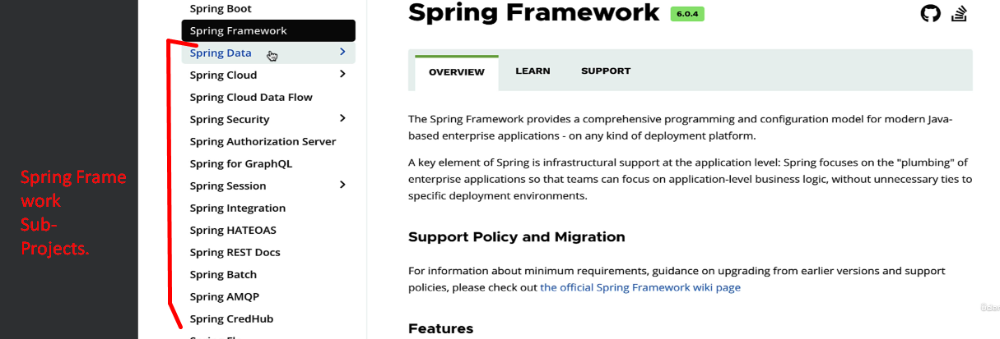 Spring Frame
work
Sub-
Projects.
Spring Boot
Spring Framework
Spring Data
Spring Cloud
Spring Cloud Data Flow
Spring Security
Spring Authorization Server
Spring for GraphQL
Spring Session
Spring Integration
Spring HATEOAS
Spring REST Docs
Spring Batch
Spring AMQP
Spring CredHub
Spring Framework 6.0.4
OVERVIEW LEARN SUPPORT
The Spring Framework provides a comprehensive programming and configuration model for modern Java-
based enterprise applications - on any kind of deployment platform.
A key element of Spring is infrastructural support at the application level: Spring focuses on the "plumbing" of
enterprise applications so that teams can focus on application-level business logic, without unnecessary ties to
specific deployment environments.
Support Policy and Migration
For information about minimum requirements, guidance on upgrading from earlier versions and support
policies, please check out the official Spring Framework wiki page
Features